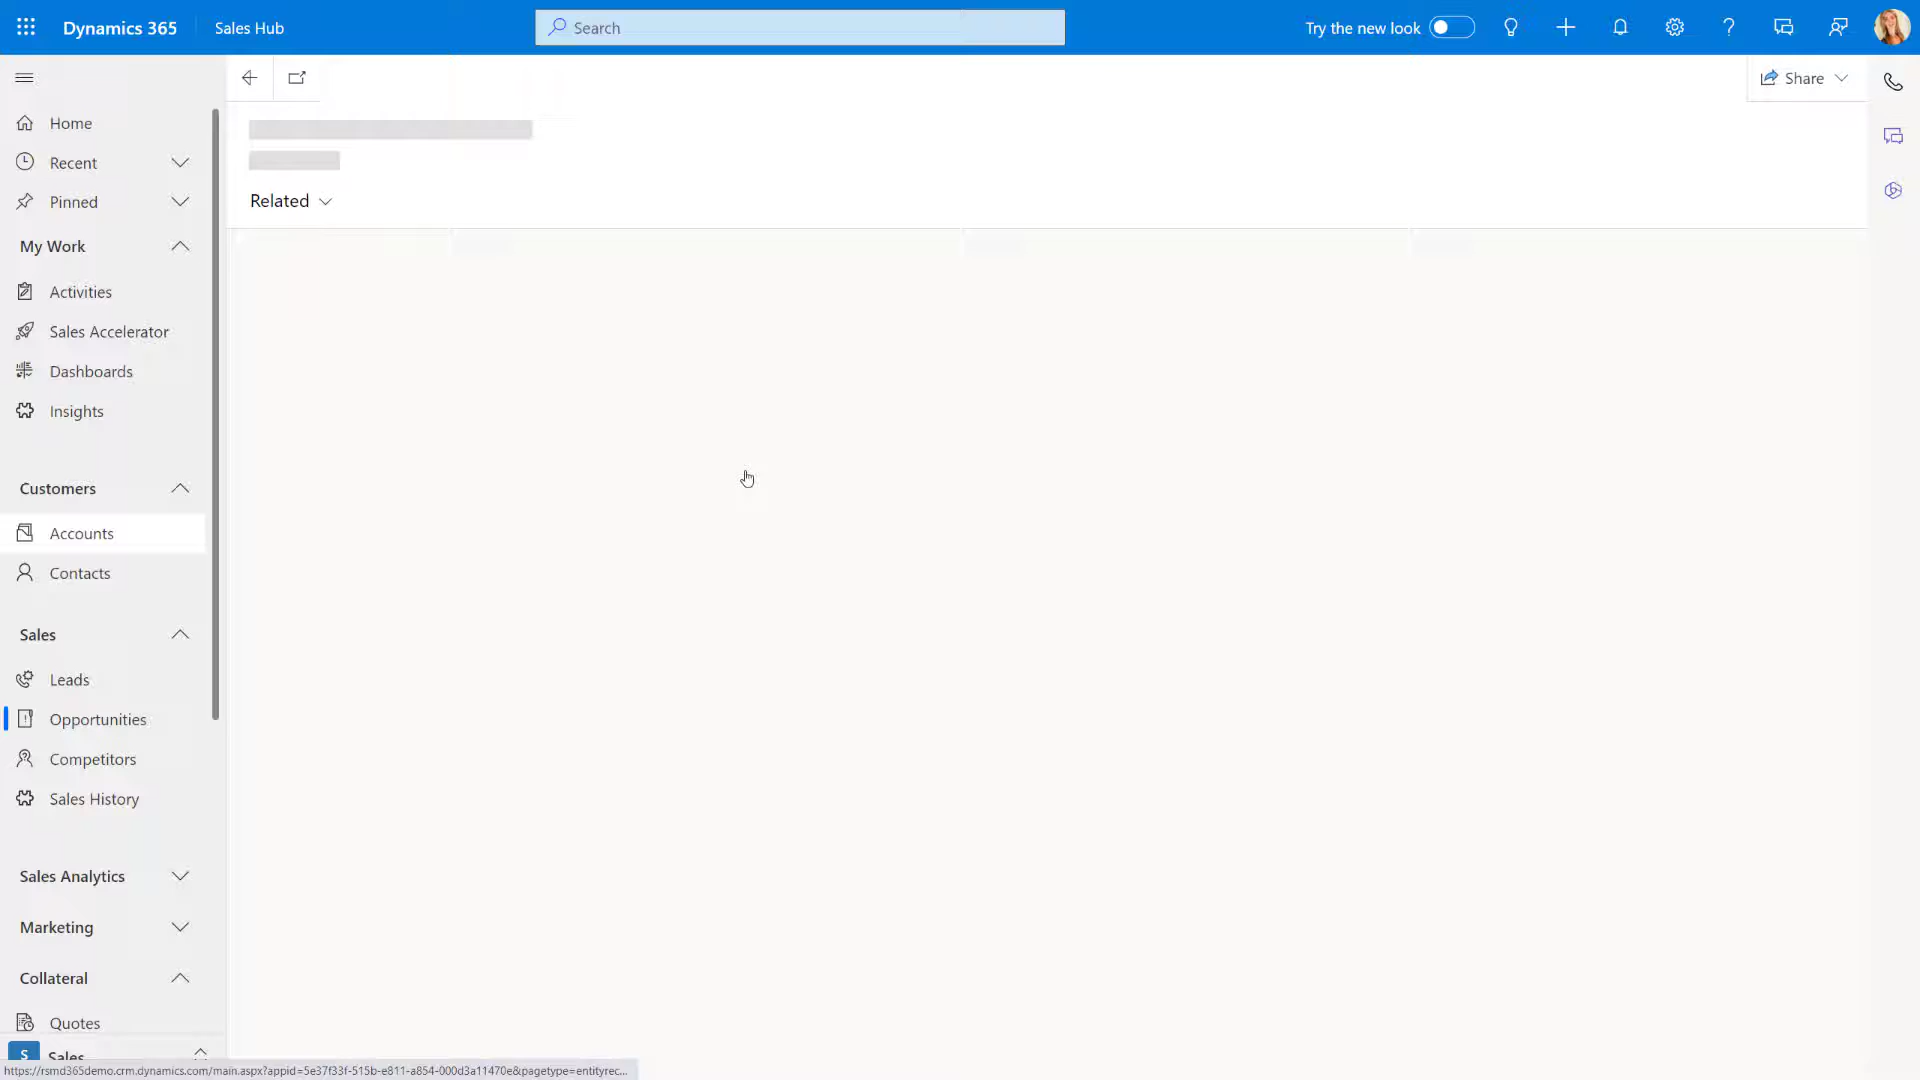 Dynamics 365
Sales Hub
Search
Try the new look
Share
Home
Recent
Pinned
Related
My Work
Activities
Sales Accelerator
Dashboards
Insights
Customers
Accounts
Contacts
Sales
Leads
Opportunities
Competitors
Sales History
Sales Analytics
Marketing
Collateral
Quotes
S
Sales
https://rsmd365demo.crm.dynamics.com/main.aspx?appid=5e37f33f-515b-e811-a854-000d3a11470e&pagetype=entityrec...